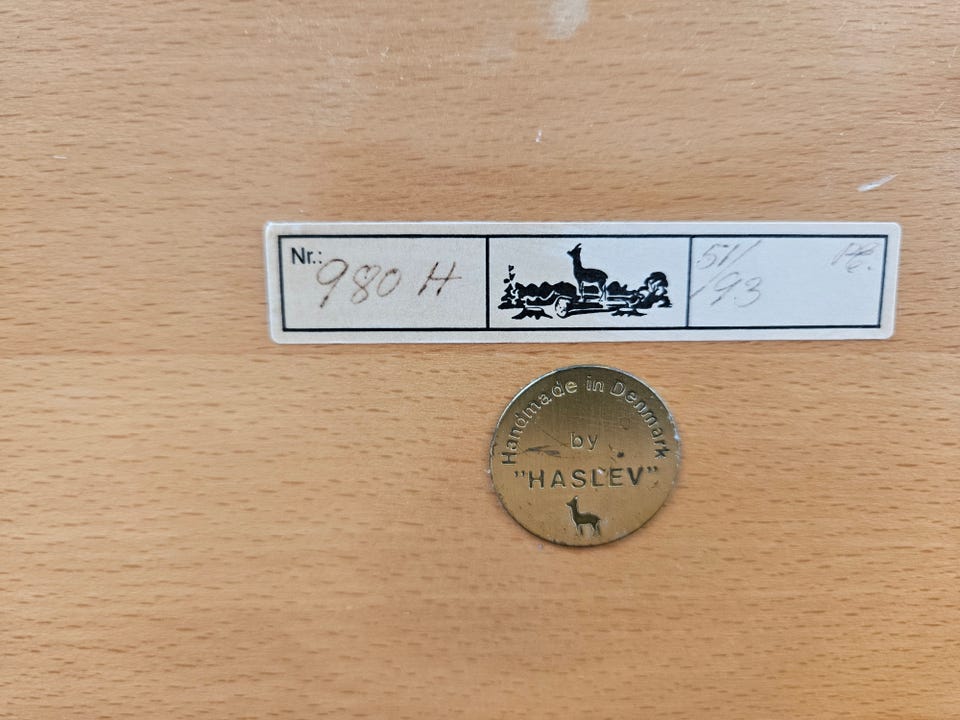 Nr.: 980 H
51/
93
Handmade in Denmark
by
"HASLEV"